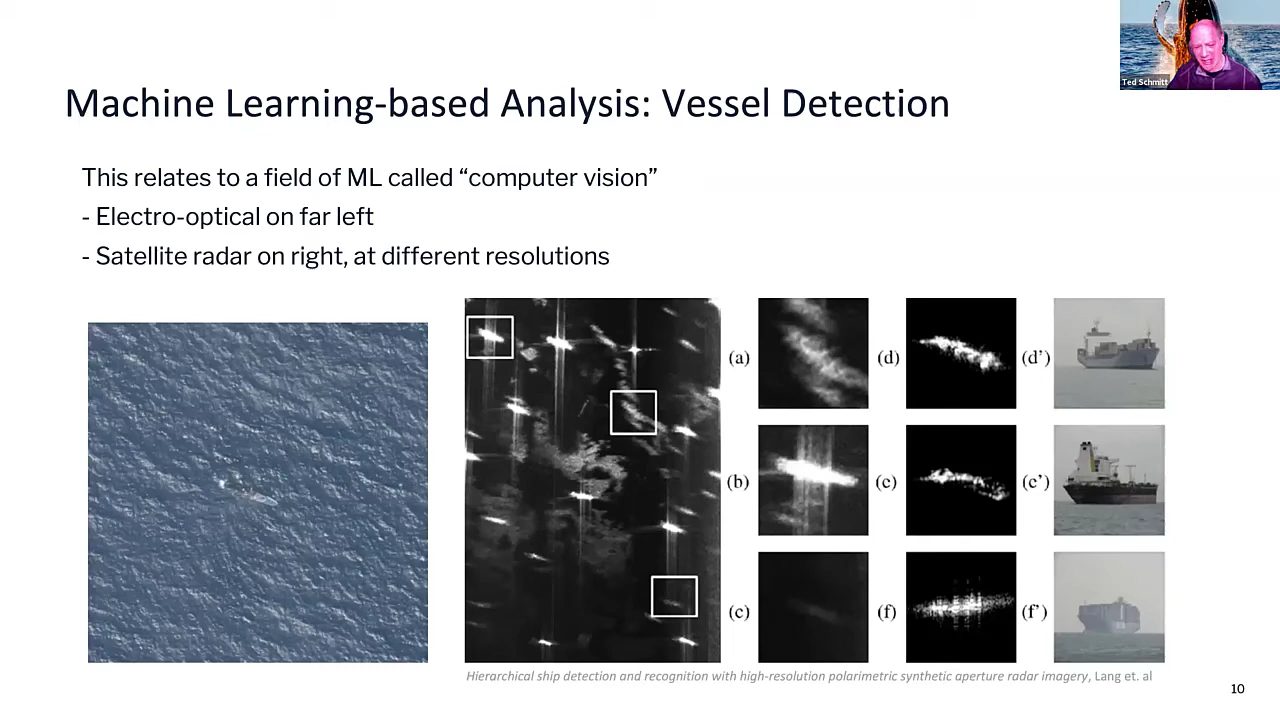 Ted Schmitt
Machine Learning-based Analysis: Vessel Detection
This relates to a field of ML called “computer vision”
- Electro-optical on far left
- Satellite radar on right, at different resolutions
(a)
(d)
(d’)
(b)
(e)
(e’)
(c)
(f)
(f’)
Hierarchical ship detection and recognition with high-resolution polarimetric synthetic aperture radar imagery, Lang et. al
10